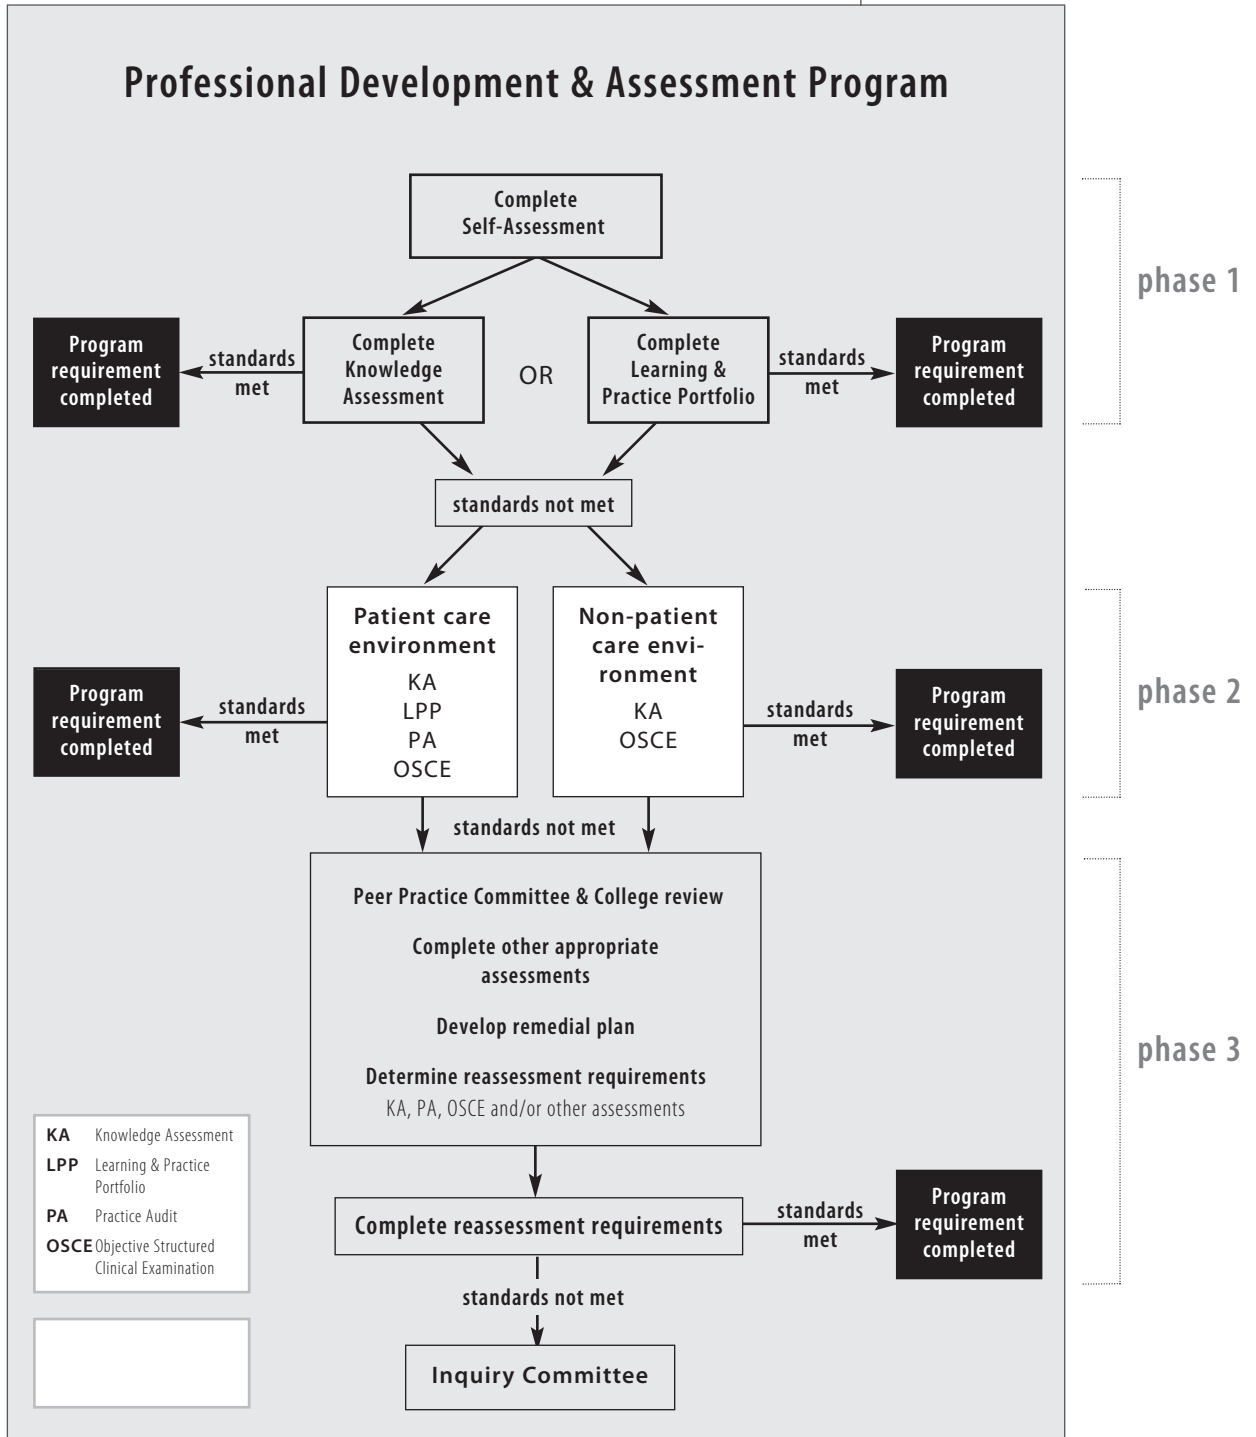 Professional Development & Assessment Program
Complete
Self-Assessment
phase 1
Program
requirement
completed
standards
met
Complete
Knowledge
Assessment
OR
Complete
Learning &
Practice Portfolio
standards
met
Program
requirement
completed
standards not met
Patient care
environment
KA
LPP
PA
OSCE
Non-patient
care envi-
ronment
KA
OSCE
Program
requirement
completed
standards
met
standards
met
Program
requirement
completed
phase 2
standards not met
Peer Practice Committee & College review
Complete other appropriate
assessments
Develop remedial plan
Determine reassessment requirements
KA, PA, OSCE and/or other assessments
phase 3
KA Knowledge Assessment
LPP Learning & Practice
Portfolio
PA Practice Audit
OSCE Objective Structured
Clinical Examination
Complete reassessment requirements
standards
met
Program
requirement
completed
standards not met
Inquiry Committee